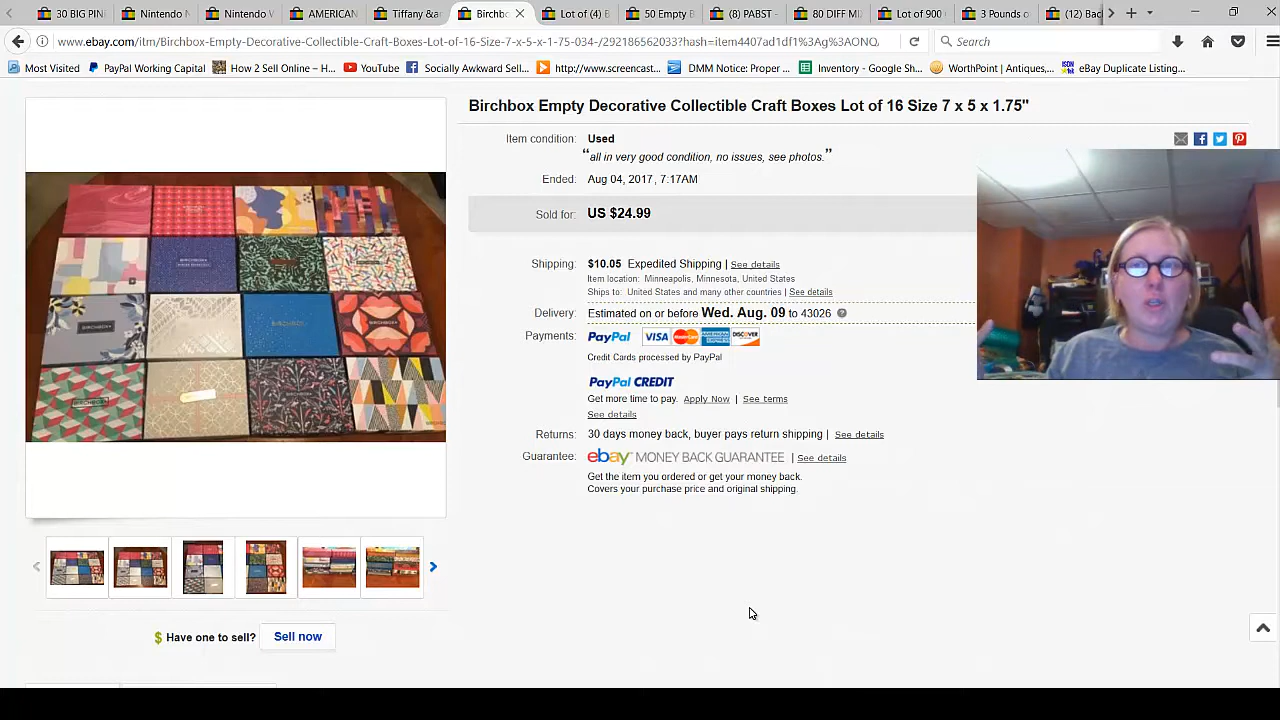 30 BIG PIN
Nintendo N
Nintendo V
AMERICAN
Tiffany &a
Birchbo
Lot of (4) B
50 Empty B
(8) PABST -
80 DIFF MI
Lot of 900
3 Pounds o
(12) Bac
www.ebay.com/itm/Birchbox-Empty-Decorative-Collectible-Craft-Boxes-Lot-of-16-Size-7-x-5-x-1-75-034-/292186562033?hash=item4407ad1df1%3Ag%3AONQ
Search
Most Visited
PayPal Working Capital
How 2 Sell Online – H...
YouTube
Socially Awkward Sell...
http://www.screencast...
DMM Notice: Proper ...
Inventory - Google Sh...
WorthPoint | Antiques,...
eBay Duplicate Listing...
Birchbox Empty Decorative Collectible Craft Boxes Lot of 16 Size 7 x 5 x 1.75"
Item condition: Used
“all in very good condition, no issues, see photos.”
Ended: Aug 04, 2017 , 7:17AM
Sold for: US $24.99
Shipping: $10.05 Expedited Shipping | See details
Item location: Minneapolis, Minnesota, United States
Ships to: United States and many other countries | See details
Delivery: Estimated on or before Wed. Aug. 09 to 43026
Payments: PayPal VISA MasterCard AMERICAN EXPRESS DISCOVER
Credit Cards processed by PayPal
PayPal CREDIT
Get more time to pay. Apply Now | See terms
See details
Returns: 30 days money back, buyer pays return shipping | See details
Guarantee: ebay MONEY BACK GUARANTEE | See details
Get the item you ordered or get your money back.
Covers your purchase price and original shipping.
BIRCHBOX
BIRCHBOX
BIRCHBOX
BIRCHBOX
$ Have one to sell? Sell now